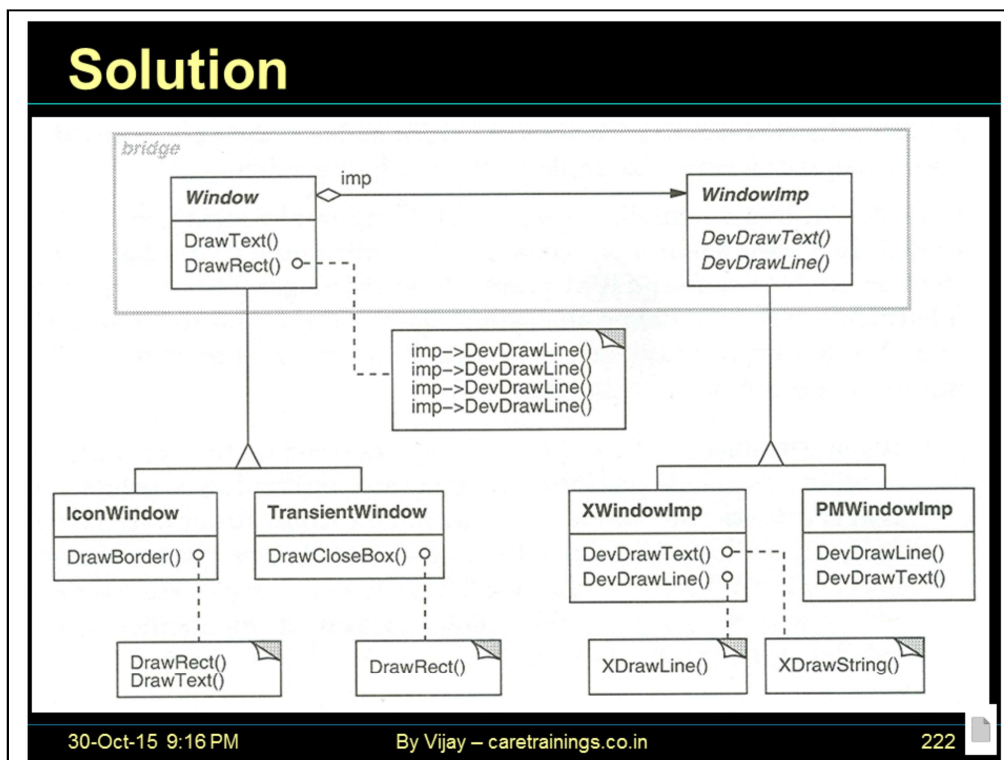 Solution
bridge
Window
imp
WindowImp
DrawText()
DrawRect()
DevDrawText()
DevDrawLine()
imp–>DevDrawLine()
imp–>DevDrawLine()
imp–>DevDrawLine()
imp–>DevDrawLine()
IconWindow
DrawBorder()
TransientWindow
DrawCloseBox()
XWindowImp
DevDrawText()
DevDrawLine()
PMWindowImp
DevDrawLine()
DevDrawText()
DrawRect()
DrawText()
DrawRect()
XDrawLine()
XDrawString()
30-Oct-15 9:16 PM
By Vijay – caretrainings.co.in
222